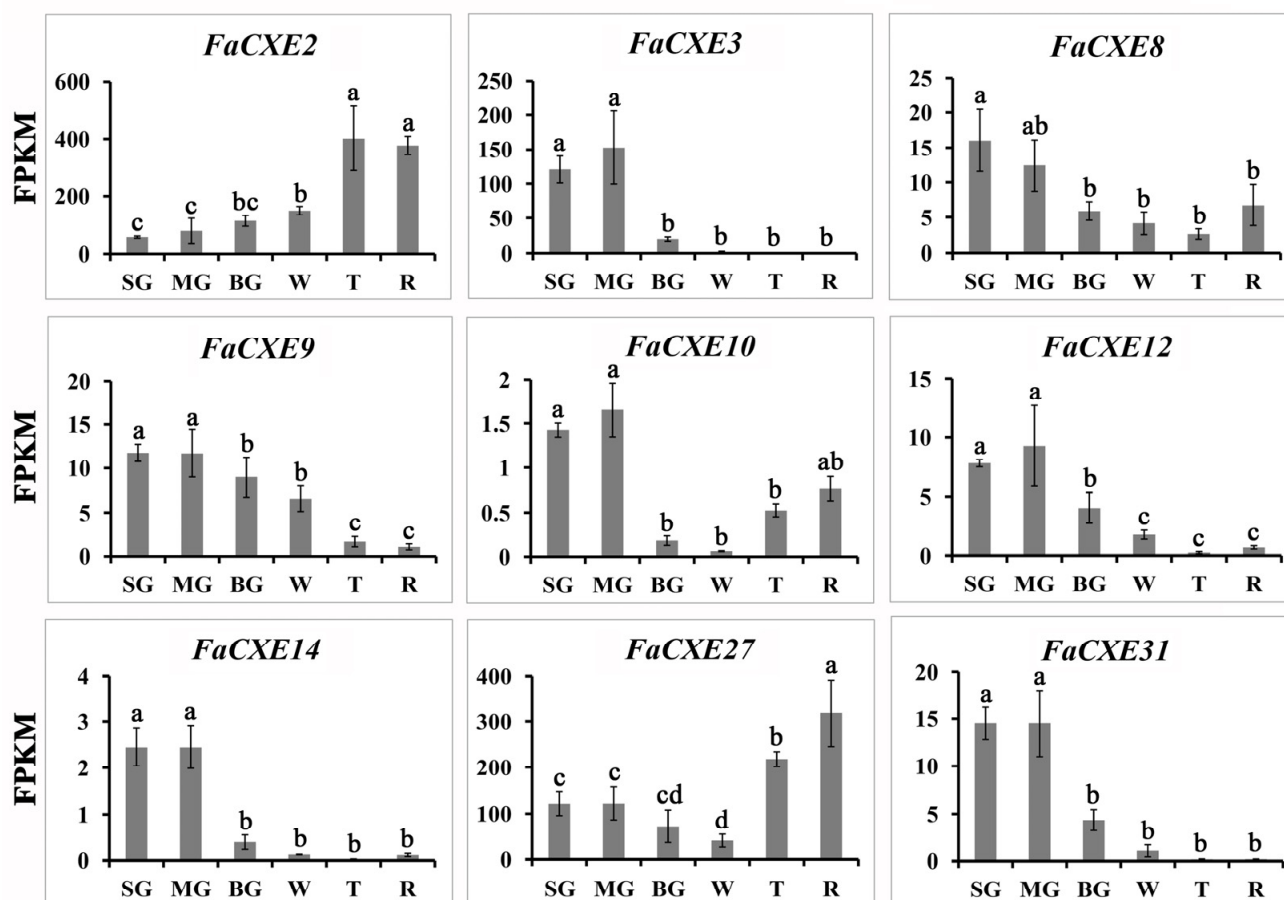 FaCXE2
FPKM
600
400
200
0
c c bc b a a
SG MG BG W T R
FaCXE3
250
200
150
100
50
0
a a b b b b
SG MG BG W T R
FaCXE8
25
20
15
10
5
0
a ab b b b b
SG MG BG W T R
FaCXE9
FPKM
20
15
10
5
0
a a b b c c
SG MG BG W T R
FaCXE10
2
1.5
1
0.5
0
a a b b b ab
SG MG BG W T R
FaCXE12
15
10
5
0
a a b c c c
SG MG BG W T R
FaCXE14
FPKM
4
3
2
1
0
a a b b b b
SG MG BG W T R
FaCXE27
400
300
200
100
0
c c cd d b a
SG MG BG W T R
FaCXE31
20
15
10
5
0
a a b b b b
SG MG BG W T R